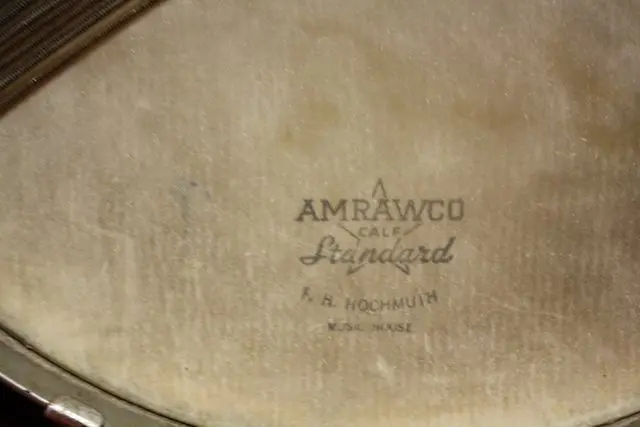 AMRAWCO
CALF
Standard
F. H. HOCHMUTH
MUSIC HOUSE